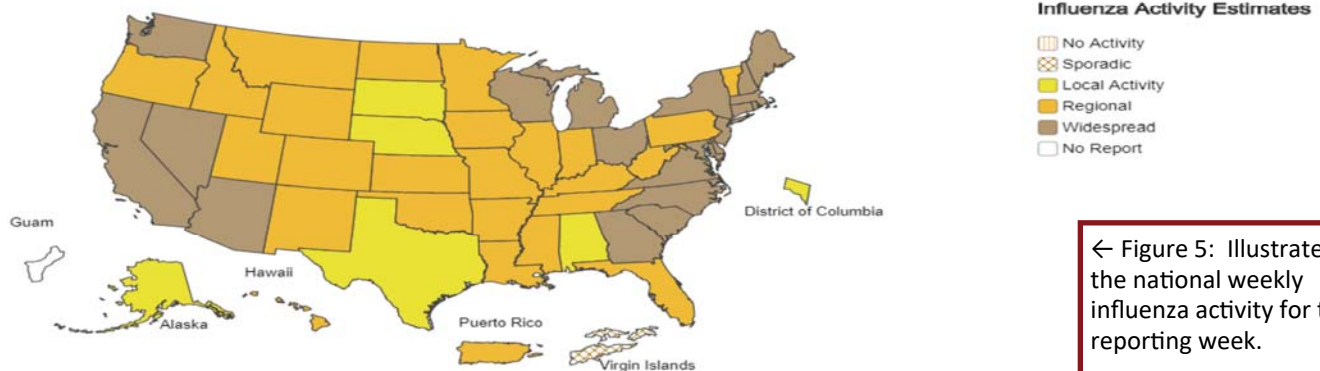 Influenza Activity Estimates
No Activity
Sporadic
Local Activity
Regional
Widespread
No Report
District of Columbia
Guam
Hawaii
Alaska
Puerto Rico
Virgin Islands
← Figure 5: Illustrate
the national weekly
influenza activity for
reporting week.